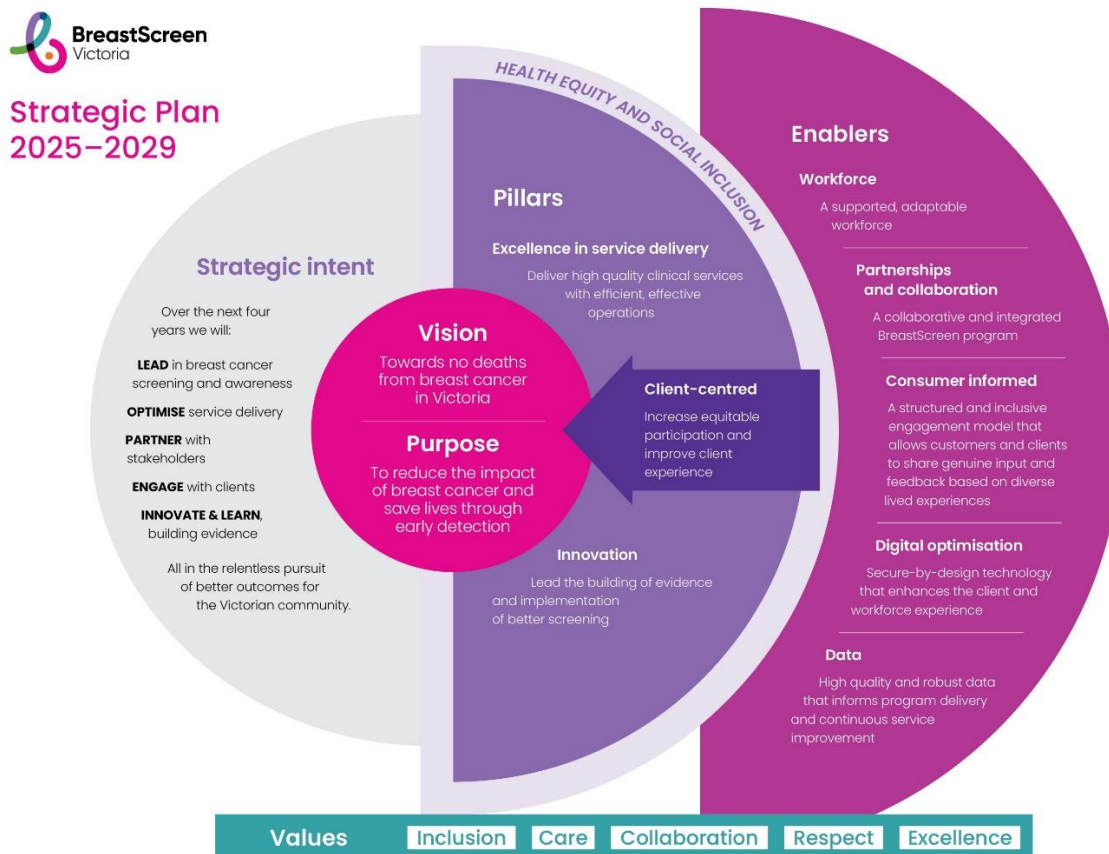 BreastScreen
Victoria
Strategic Plan
2025–2029
Strategic intent
Over the next four
years we will:
LEAD in breast cancer
screening and awareness
OPTIMISE service delivery
PARTNER with
stakeholders
ENGAGE with clients
INNOVATE & LEARN,
building evidence
All in the relentless pursuit
of better outcomes for
the Victorian community.
Vision
Towards no deaths
from breast cancer
in Victoria
Purpose
To reduce the impact
of breast cancer and
save lives through
early detection
HEALTH EQUITY AND SOCIAL INCLUSION
Pillars
Excellence in service delivery
Deliver high quality clinical services
with efficient, effective
operations
Client-centred
Increase equitable
participation and
improve client
experience
Innovation
Lead the building of evidence
and implementation
of better screening
Enablers
Workforce
A supported, adaptable
workforce
Partnerships
and collaboration
A collaborative and integrated
BreastScreen program
Consumer informed
A structured and inclusive
engagement model that
allows customers and clients
to share genuine input and
feedback based on diverse
lived experiences
Digital optimisation
Secure-by-design technology
that enhances the client and
workforce experience
Data
High quality and robust data
that informs program delivery
and continuous service
improvement
Values Inclusion Care Collaboration Respect Excellence